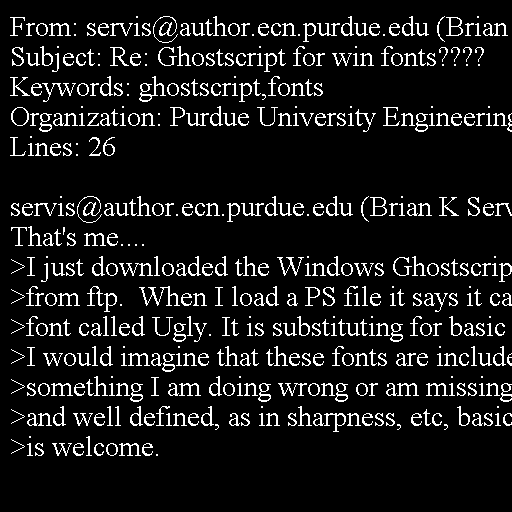 From: servis@author.ecn.purdue.edu (Brian
Subject: Re: Ghostscript for win fonts????
Keywords: ghostscript,fonts
Organization: Purdue University Engineering
Lines: 26

servis@author.ecn.purdue.edu (Brian K Serv
That's me....
>I just downloaded the Windows Ghostscrip
>from ftp.  When I load a PS file it says it ca
>font called Ugly. It is substituting for basic
>I would imagine that these fonts are include
>something I am doing wrong or am missing
>and well defined, as in sharpness, etc, basic
>is welcome.